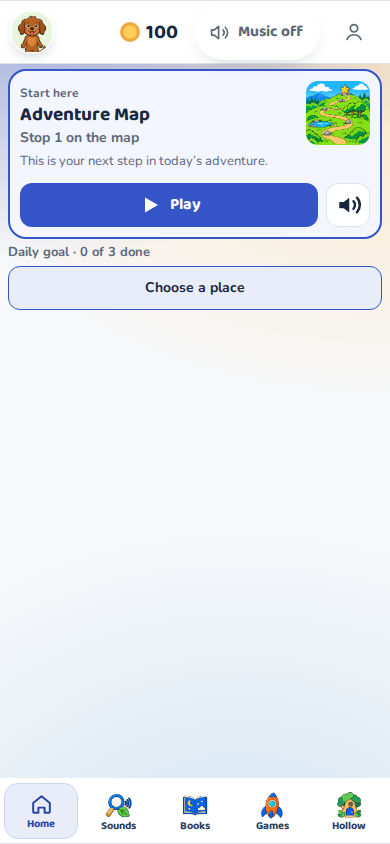 100
Music off
Start here
Adventure Map
Stop 1 on the map
This is your next step in today's adventure.
Play
Daily goal · 0 of 3 done
Choose a place
Home
Sounds
Books
Games
Hollow